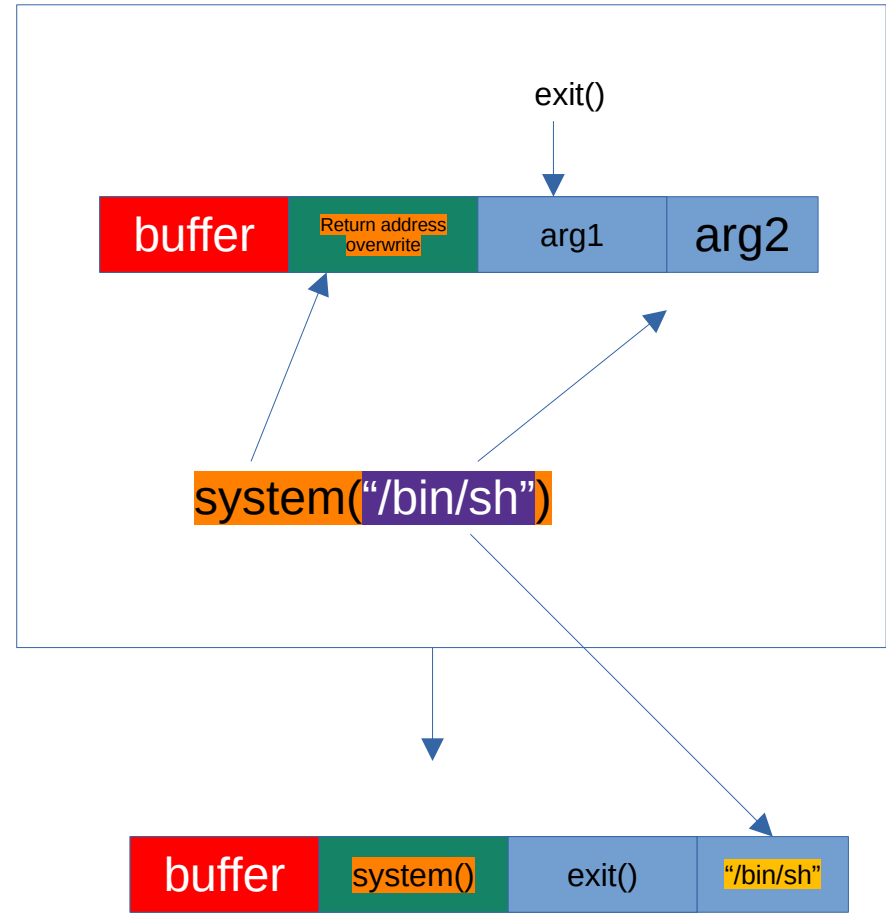 exit()
buffer
Return address
overwrite
arg1
arg2
system(“/bin/sh”)
buffer
system()
exit()
“/bin/sh”